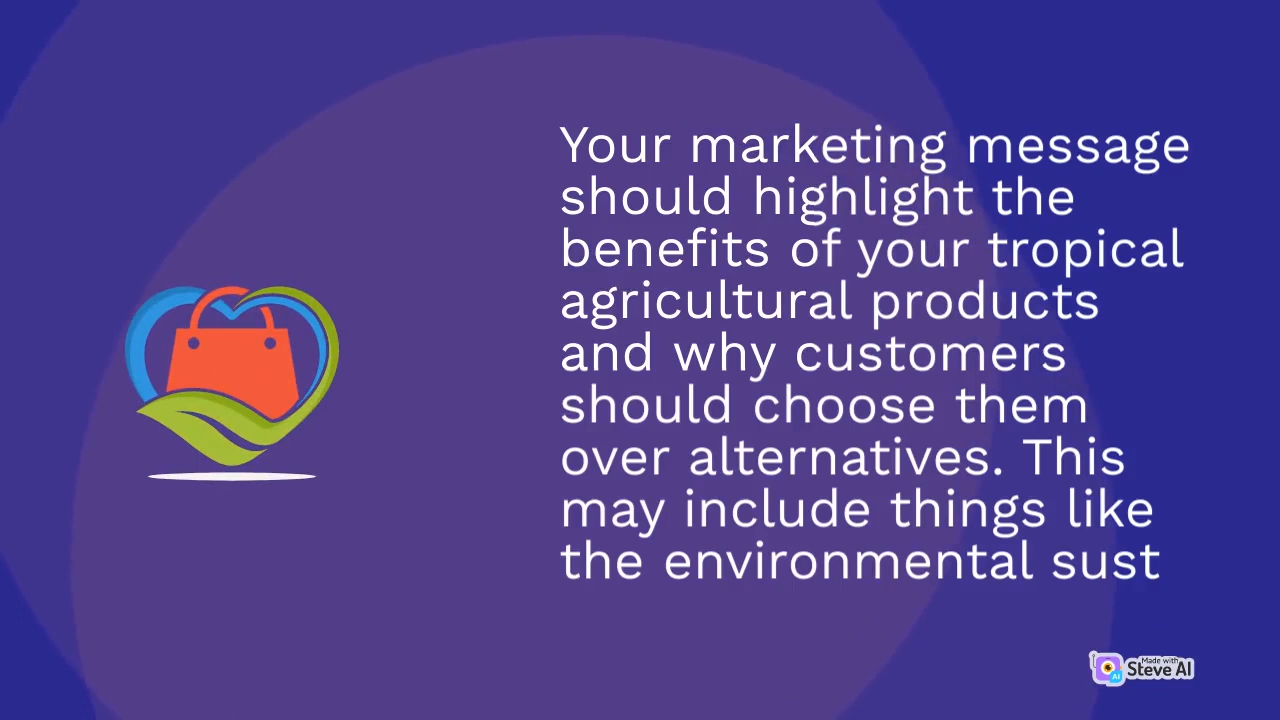 Your marketing message
should highlight the
benefits of your tropical
agricultural products
and why customers
should choose them
over alternatives. This
may include things like
the environmental sust
Made with
Steve AI
AI